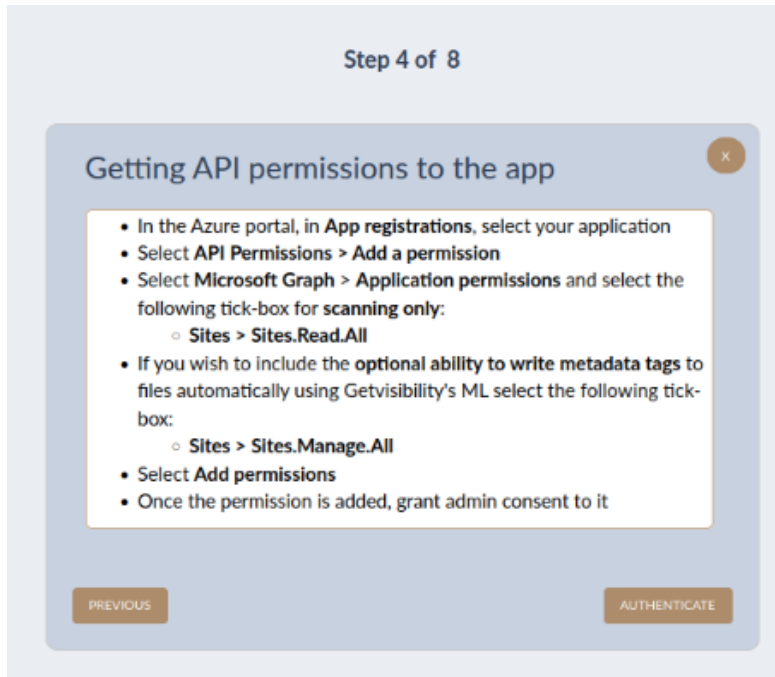 Step 4 of 8
Getting API permissions to the app
x
• In the Azure portal, in App registrations, select your application
• Select API Permissions > Add a permission
• Select Microsoft Graph > Application permissions and select the
following tick-box for scanning only:
◦ Sites > Sites.Read.All
• If you wish to include the optional ability to write metadata tags to
files automatically using Getvisibility's ML select the following tick-
box:
◦ Sites > Sites.Manage.All
• Select Add permissions
• Once the permission is added, grant admin consent to it
PREVIOUS
AUTHENTICATE